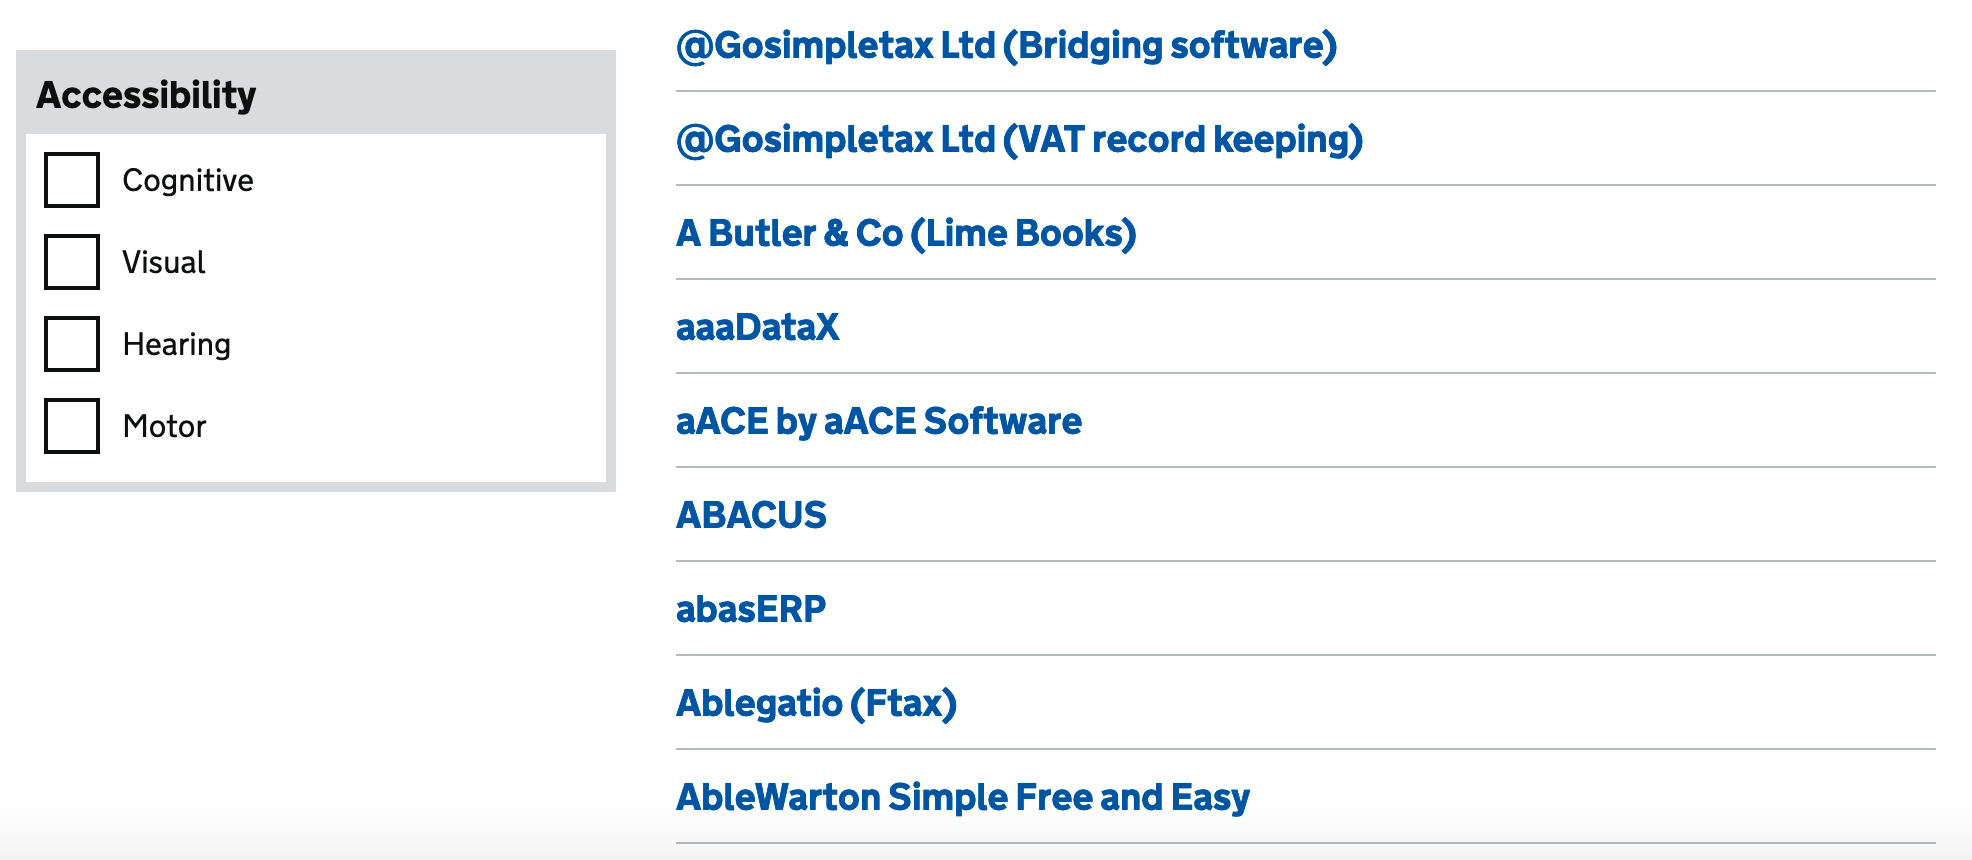 Accessibility
Cognitive
Visual
Hearing
Motor
@Gosimpletax Ltd (Bridging software)
@Gosimpletax Ltd (VAT record keeping)
A Butler & Co (Lime Books)
aaaDataX
aACE by aACE Software
ABACUS
abasERP
Ablegatio (Ftax)
AbleWarton Simple Free and Easy